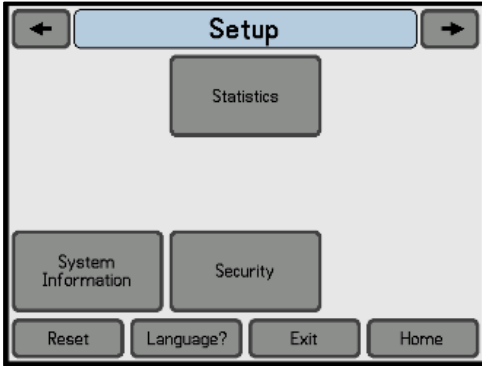 Setup
Statistics
System
Information
Security
Reset
Language?
Exit
Home